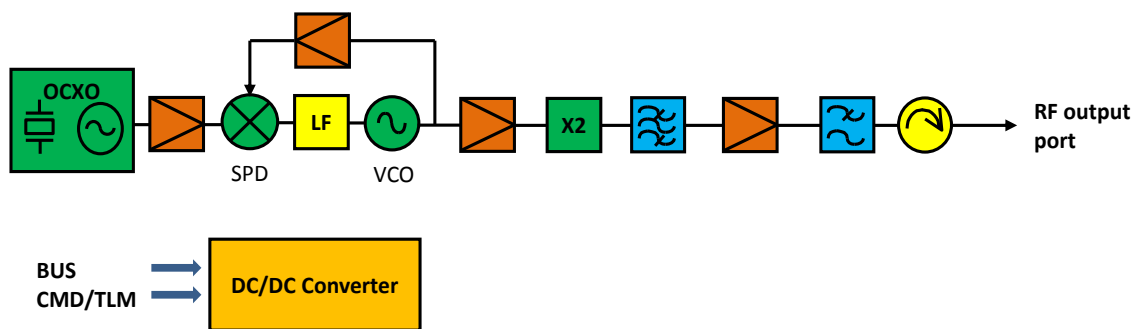 OCXO
LF
X2
SPD
VCO
RF output
port
BUS
CMD/TLM
DC/DC Converter